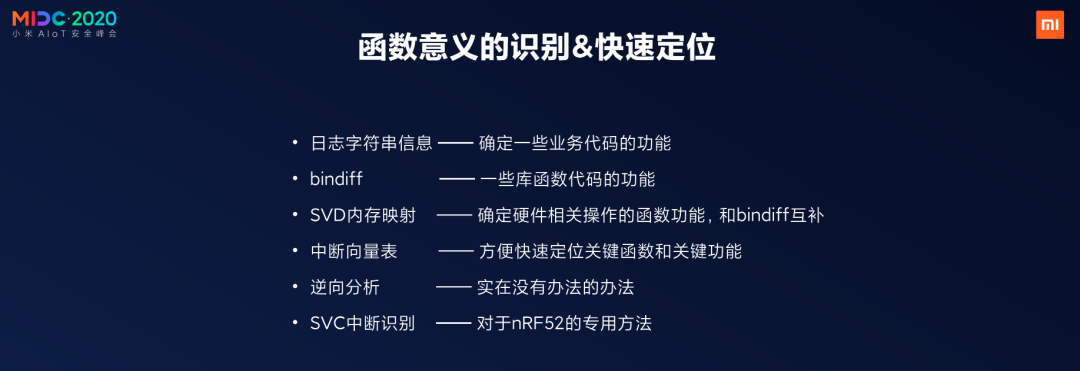 MIDC·2020
小米AIoT安全峰会
函数意义的识别&快速定位
• 日志字符串信息 —— 确定一些业务代码的功能
• bindiff —— 一些库函数代码的功能
• SVD内存映射 —— 确定硬件相关操作的函数功能，和bindiff互补
• 中断向量表 —— 方便快速定位关键函数和关键功能
• 逆向分析 —— 实在没有办法的办法
• SVC中断识别 —— 对于nRF52的专用方法